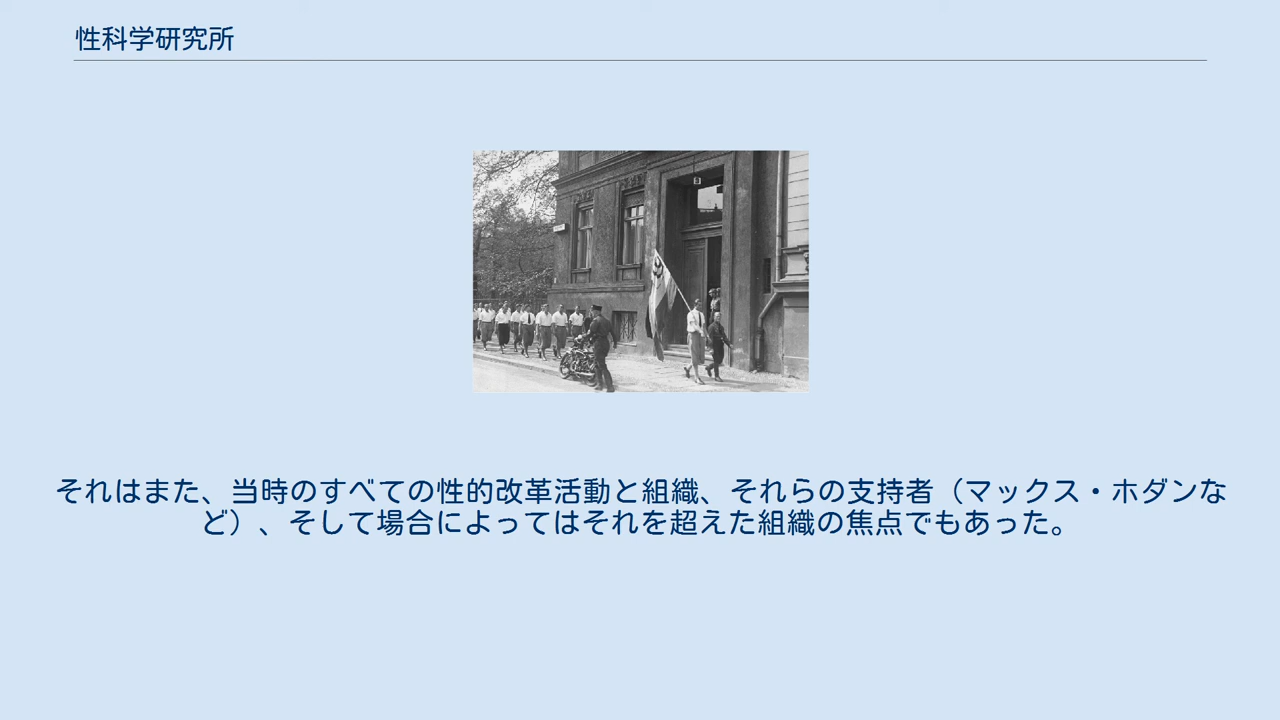 性科学研究所
それはまた、当時のすべての性的改革活動と組織、それらの支持者（マックス・ホダンな
ど）、そして場合によってはそれを超えた組織の焦点でもあった。